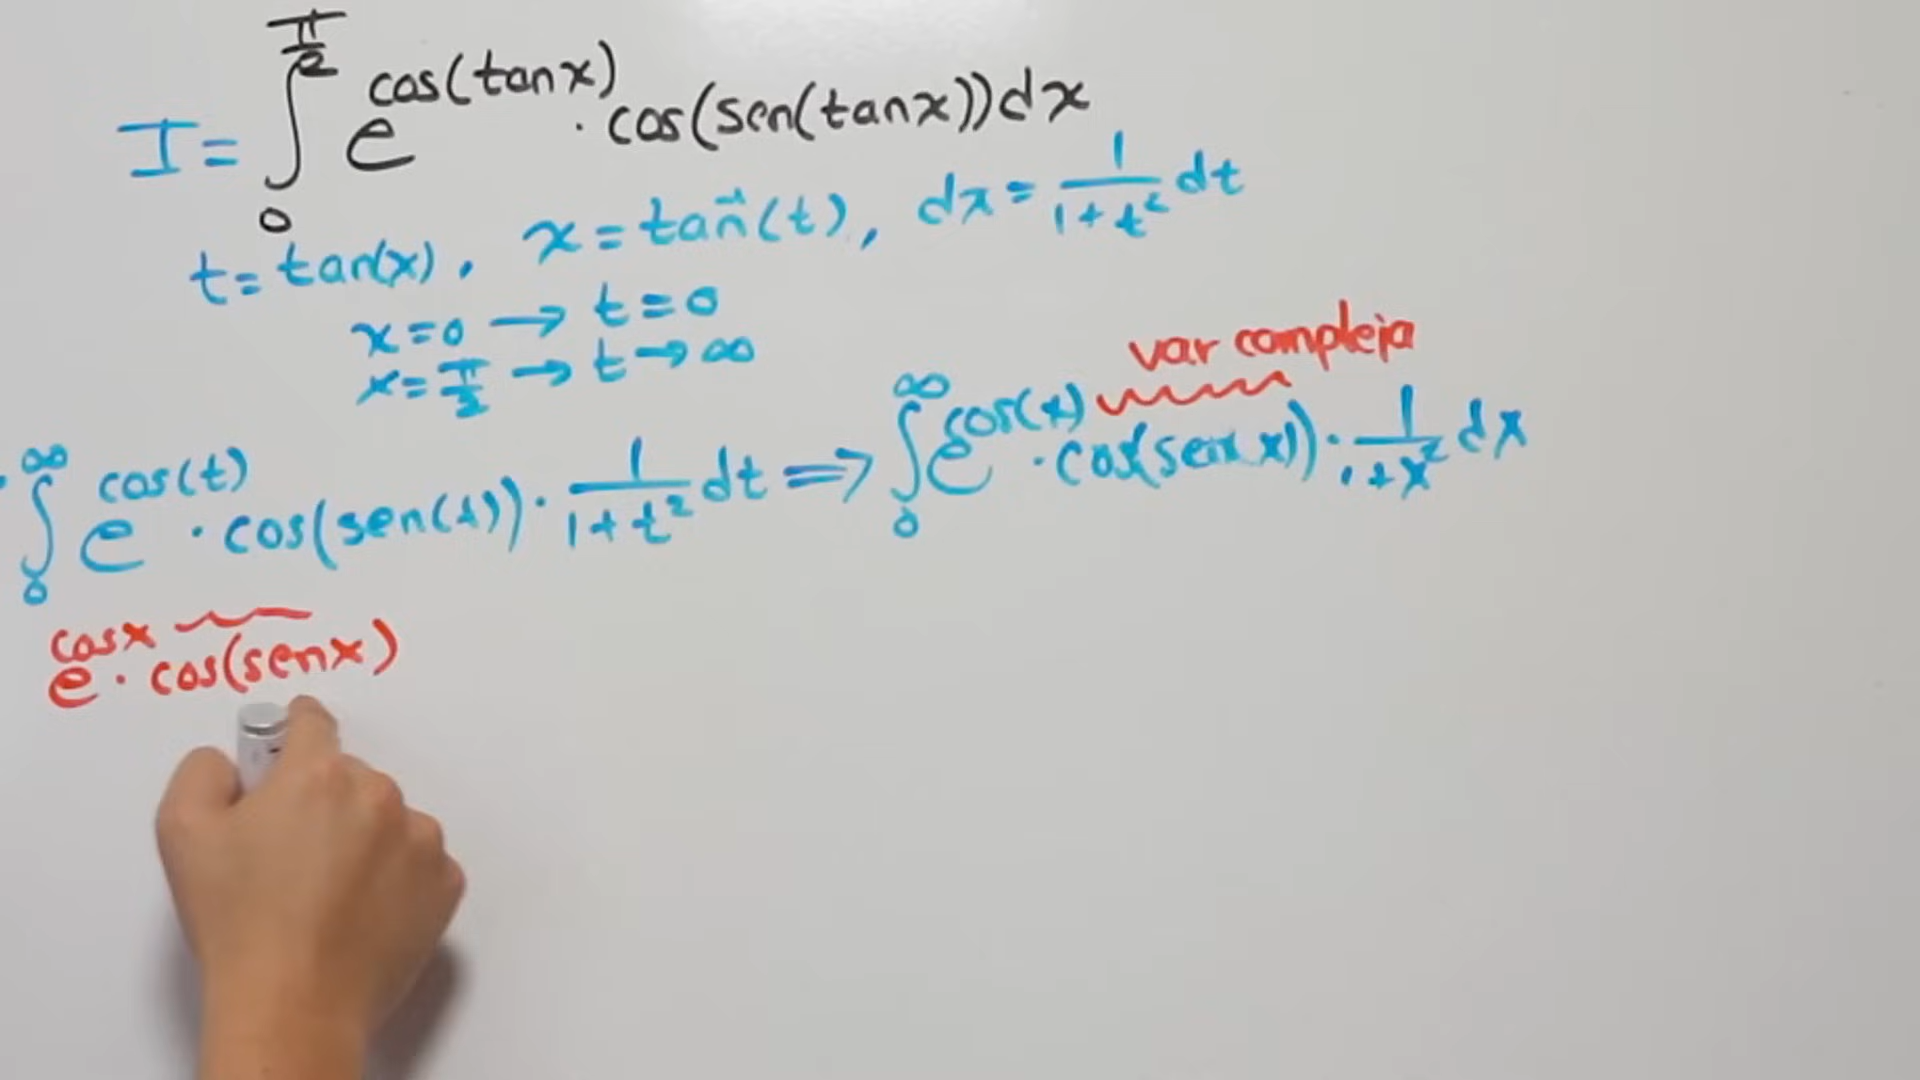 I = ∫₀^(π/2) e^(cos(tanx)) · cos(sen(tanx)) dx
t = tan(x), x = tan⁻¹(t), dx = 1/(1+t²) dt
x=0 → t=0
x=π/2 → t→∞
var compleja
∫₀^∞ e^(cos(t)) · cos(sen(t)) · 1/(1+t²) dt ⇒ ∫₀^∞ e^(cos(x)) · cos(sen x)) · 1/(1+x²) dx
e^(cosx) · cos(senx)